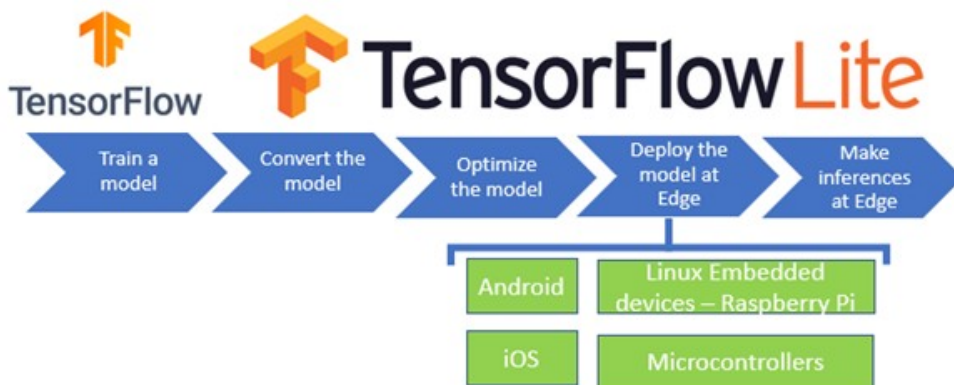 TensorFlow
TensorFlow Lite
Train a
model
Convert the
model
Optimize
the model
Deploy the
model at
Edge
Make
inferences
at Edge
Android
Linux Embedded
devices – Raspberry Pi
iOS
Microcontrollers